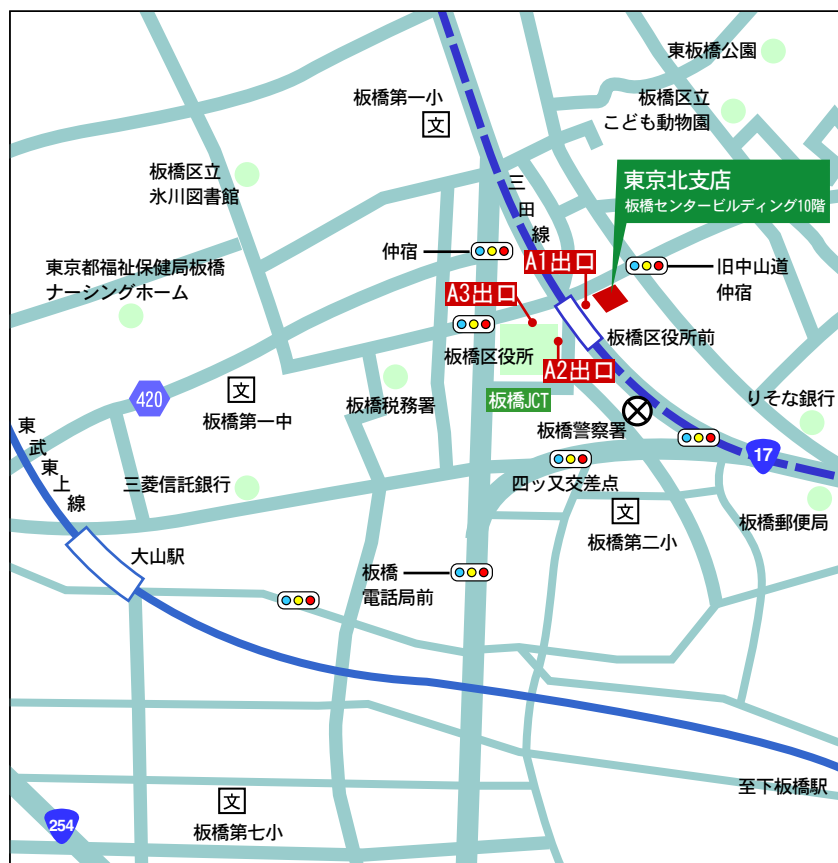 東板橋公園
板橋第一小
文
板橋区立
こども動物園
板橋区立
氷川図書館
三田線
東京北支店
板橋センタービルディング10階
仲宿
A1出口
旧中山道
仲宿
東京都福祉保健局板橋
ナーシングホーム
A3出口
板橋区役所前
板橋区役所
A2出口
420
文
板橋第一中
板橋税務署
板橋JCT
りそな銀行
東武東上線
板橋警察署
17
三菱信託銀行
四ッ又交差点
文
板橋第二小
板橋郵便局
大山駅
板橋
電話局前
至下板橋駅
文
板橋第七小
254